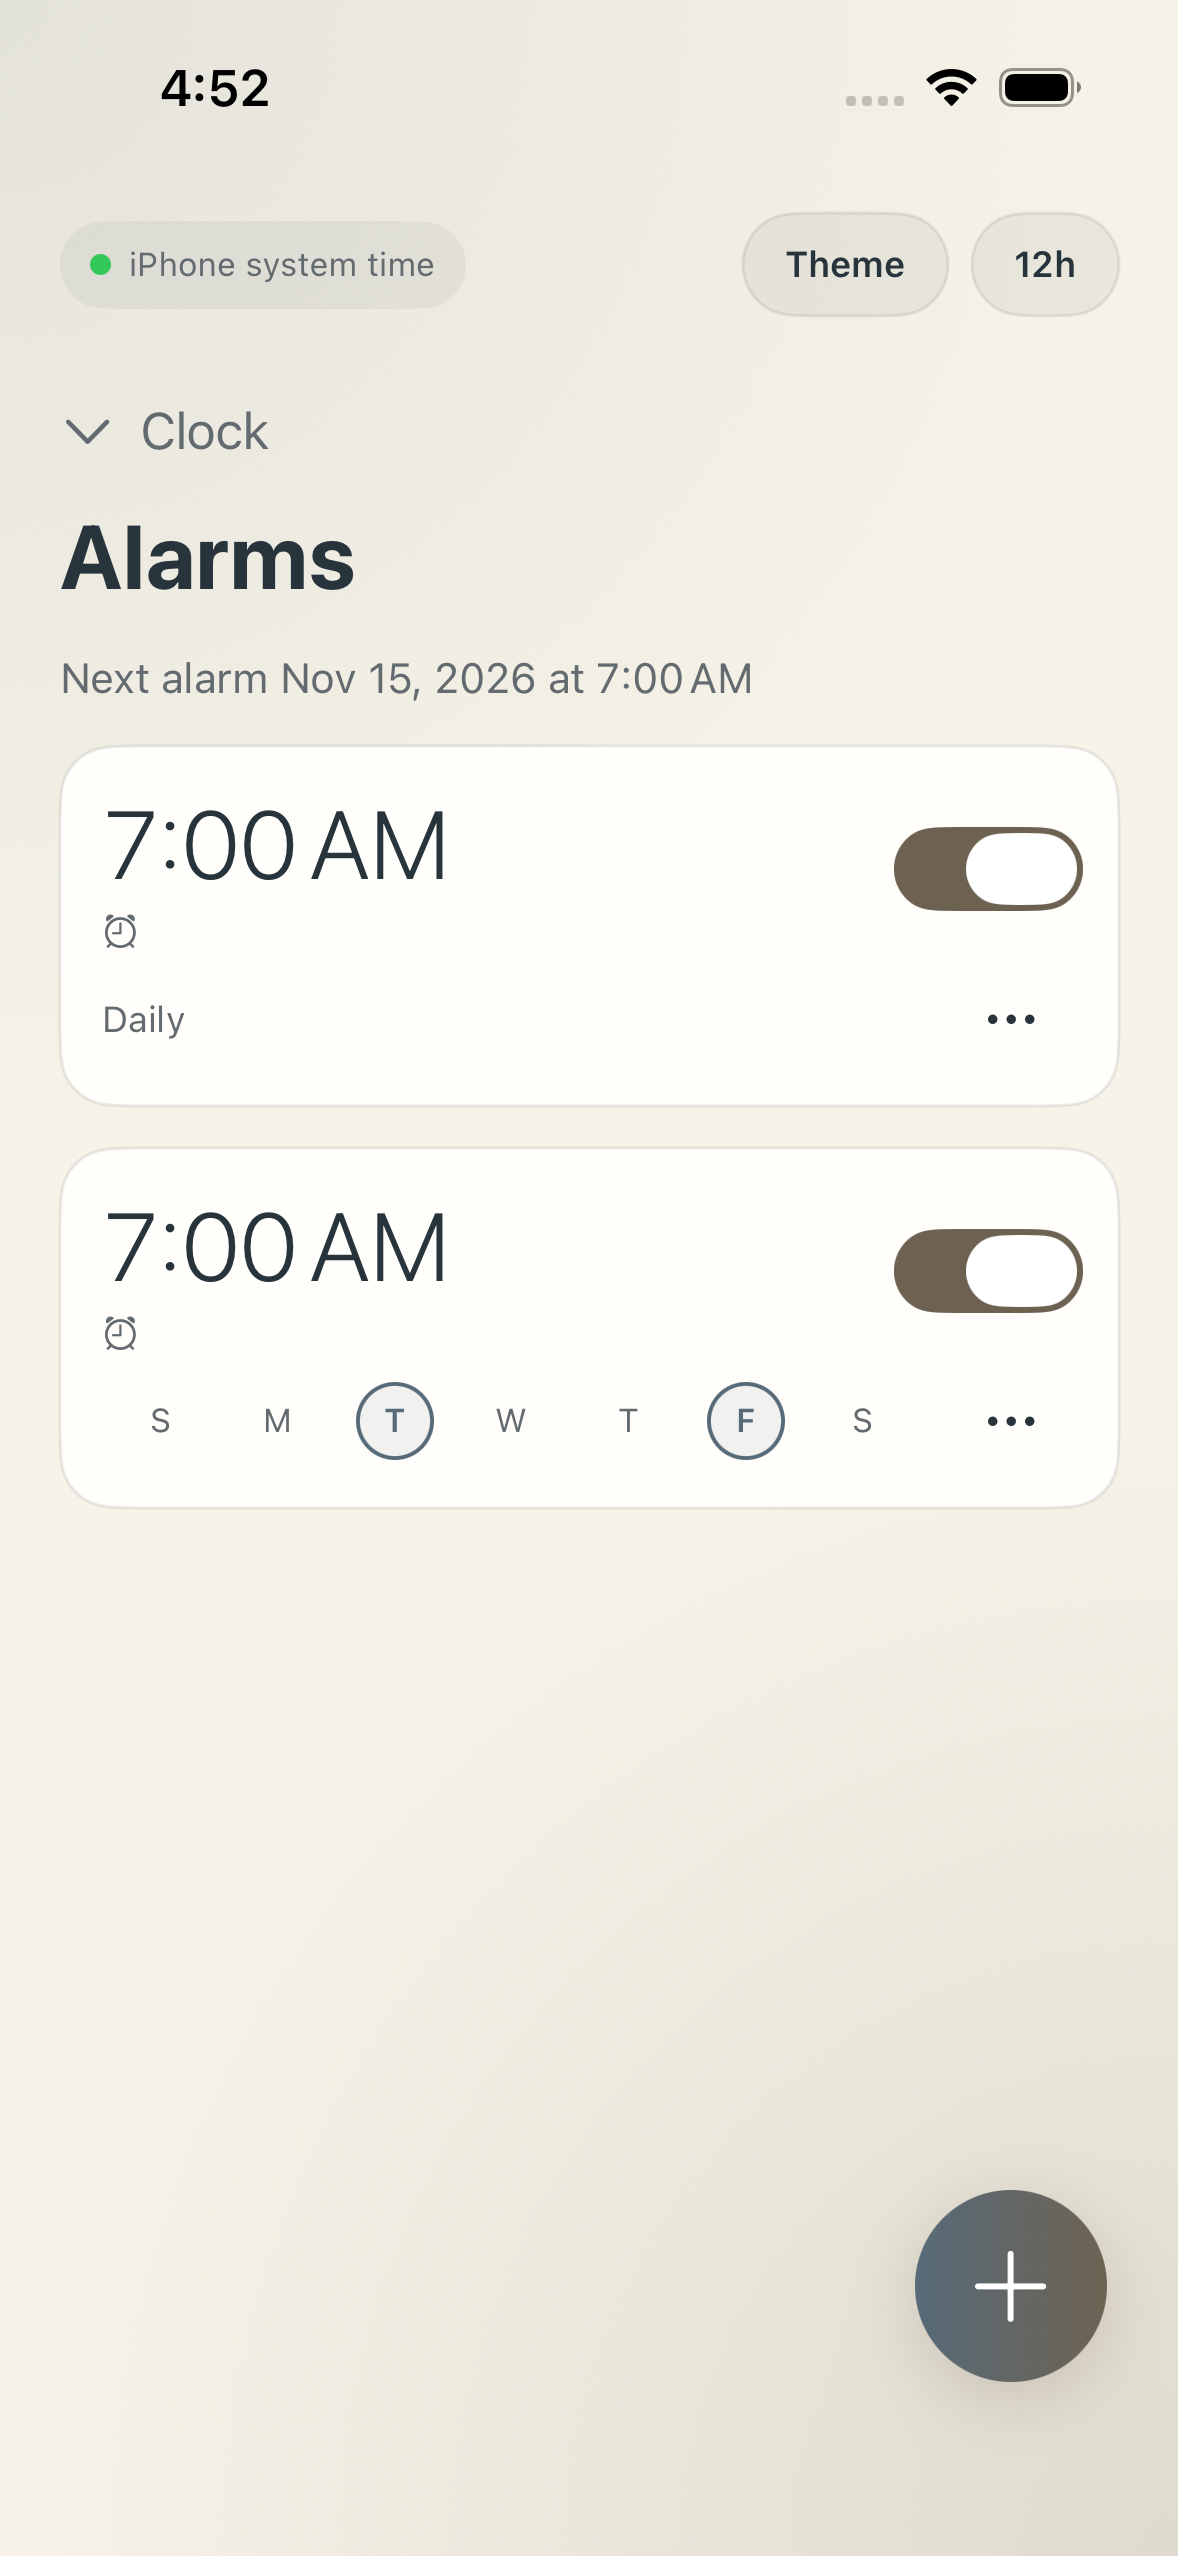 4:52
iPhone system time
Theme
12h
Clock
Alarms
Next alarm Nov 15, 2026 at 7:00 AM
7:00 AM
Daily
7:00 AM
S M T W T F S